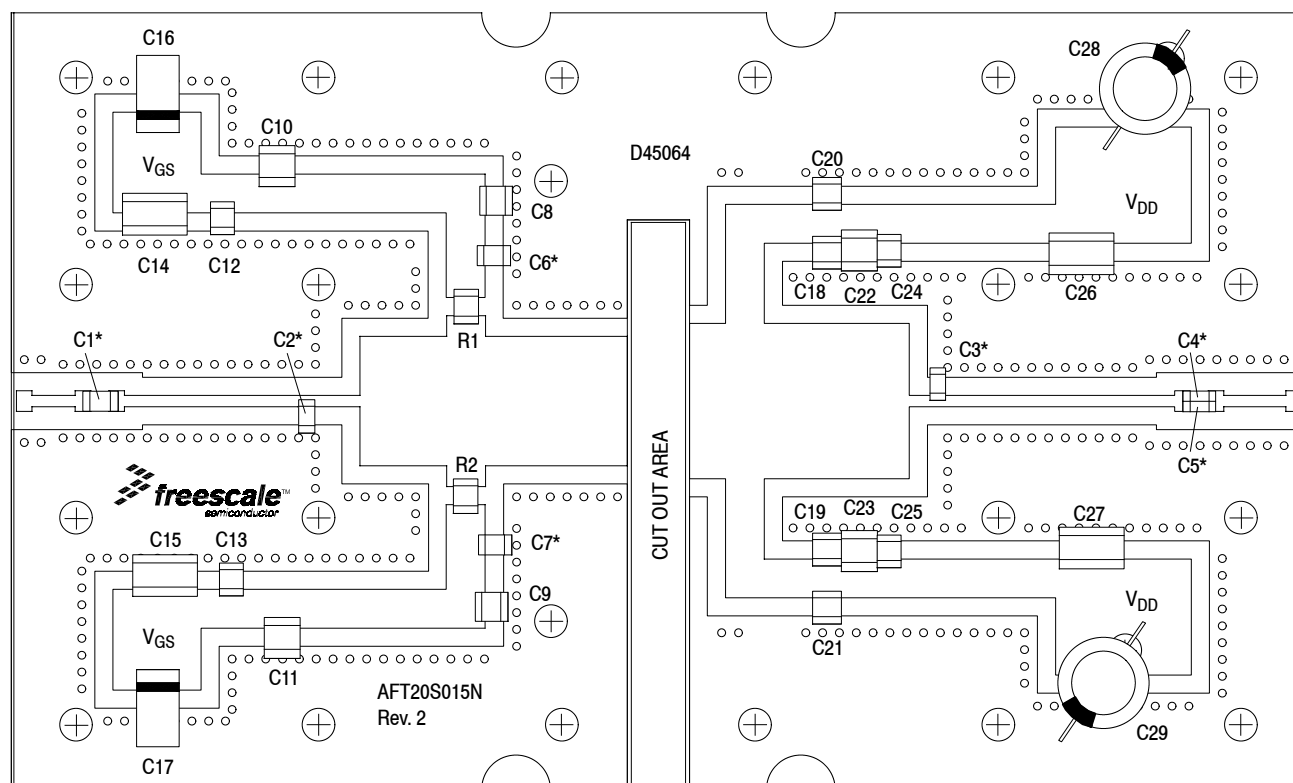 C16
C28
C10
D45064
C20
VGS
VDD
C8
C14
C12
C6*
C18
C22
C24
C26
C1*
C2*
R1
C3*
C4*
CUT OUT AREA
R2
C5*
freescale™
semiconductor
C19
C23
C25
C27
C15
C13
C7*
C9
VGS
VDD
C21
C11
AFT20S015N
Rev. 2
C17
C29